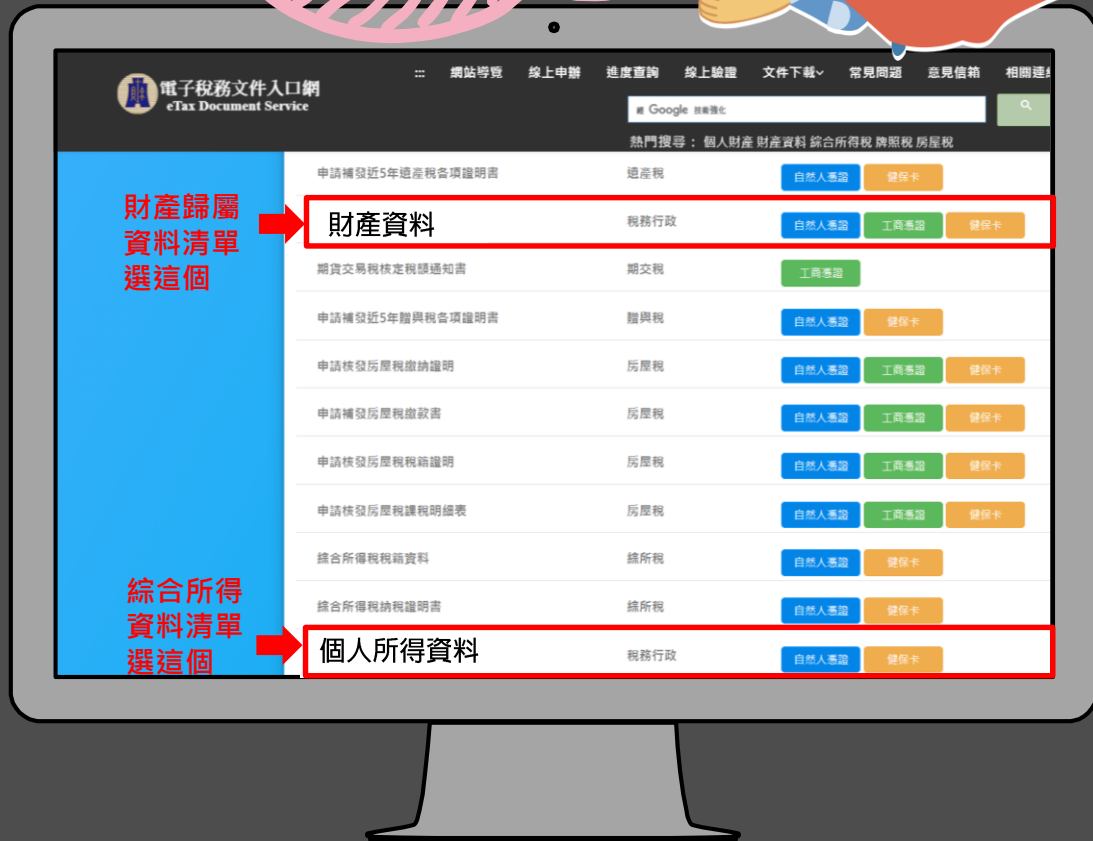 ::: 網站導覽 線上申辦 進度查詢 線上驗證 文件下載 常見問題 意見信箱 相關連
電子稅務文件入口網
eTax Document Service
經 Google 技術強化
熱門搜尋： 個人財產 財產資料 綜合所得稅 牌照稅 房屋稅
申請補發近5年遺產稅各項證明書 遺產稅 自然人憑證 健保卡
財產歸屬
資料清單
選這個
財產資料 稅務行政 自然人憑證 工商憑證 健保卡
期貨交易稅核定稅額通知書 期交稅 工商憑證
申請補發近5年贈與稅各項證明書 贈與稅 自然人憑證 健保卡
申請核發房屋稅繳納證明 房屋稅 自然人憑證 工商憑證 健保卡
申請補發房屋稅繳款書 房屋稅 自然人憑證 工商憑證 健保卡
申請核發房屋稅稅籍證明 房屋稅 自然人憑證 工商憑證 健保卡
申請核發房屋稅課稅明細表 房屋稅 自然人憑證 工商憑證 健保卡
綜合所得稅稅籍資料 綜所稅 自然人憑證 健保卡
綜合所得稅納稅證明書 綜所稅 自然人憑證 健保卡
綜合所得
資料清單
選這個
個人所得資料 稅務行政 自然人憑證 健保卡